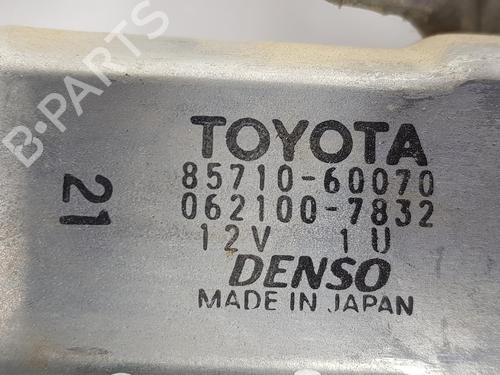 B-PARTS
TOYOTA
85710-60070
062100-7832
12V 1U
DENSO
MADE IN JAPAN
21